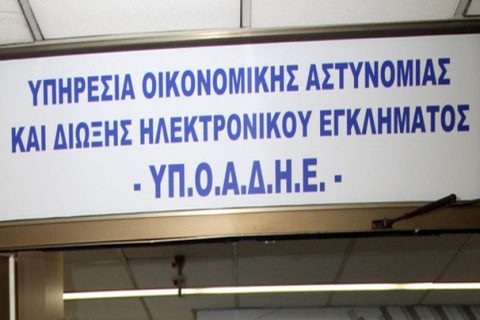 ΥΠΗΡΕΣΙΑ ΟΙΚΟΝΟΜΙΚΗΣ ΑΣΤΥΝΟΜΙΑΣ
ΚΑΙ ΔΙΩΞΗΣ ΗΛΕΚΤΡΟΝΙΚΟΥ ΕΓΚΛΗΜΑΤΟΣ
- ΥΠ.Ο.Α.Δ.Η.Ε. -